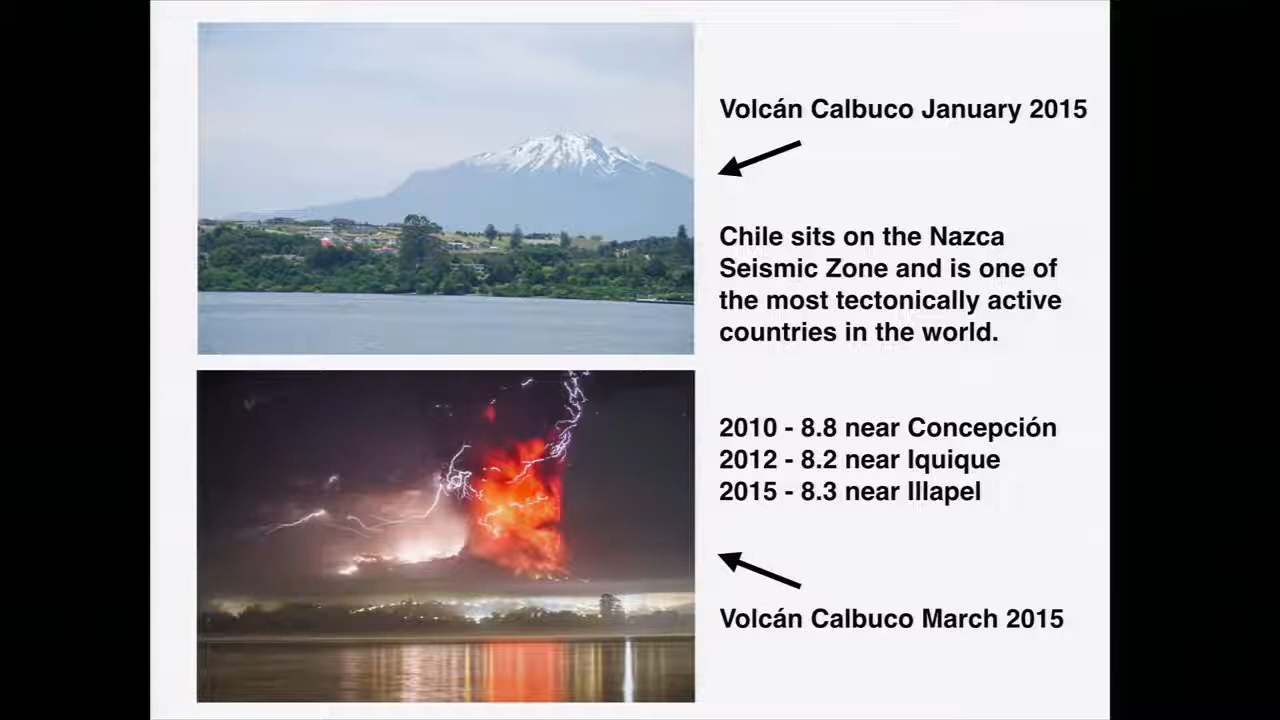 Volcán Calbuco January 2015
Chile sits on the Nazca
Seismic Zone and is one of
the most tectonically active
countries in the world.
2010 - 8.8 near Concepción
2012 - 8.2 near Iquique
2015 - 8.3 near Illapel
Volcán Calbuco March 2015